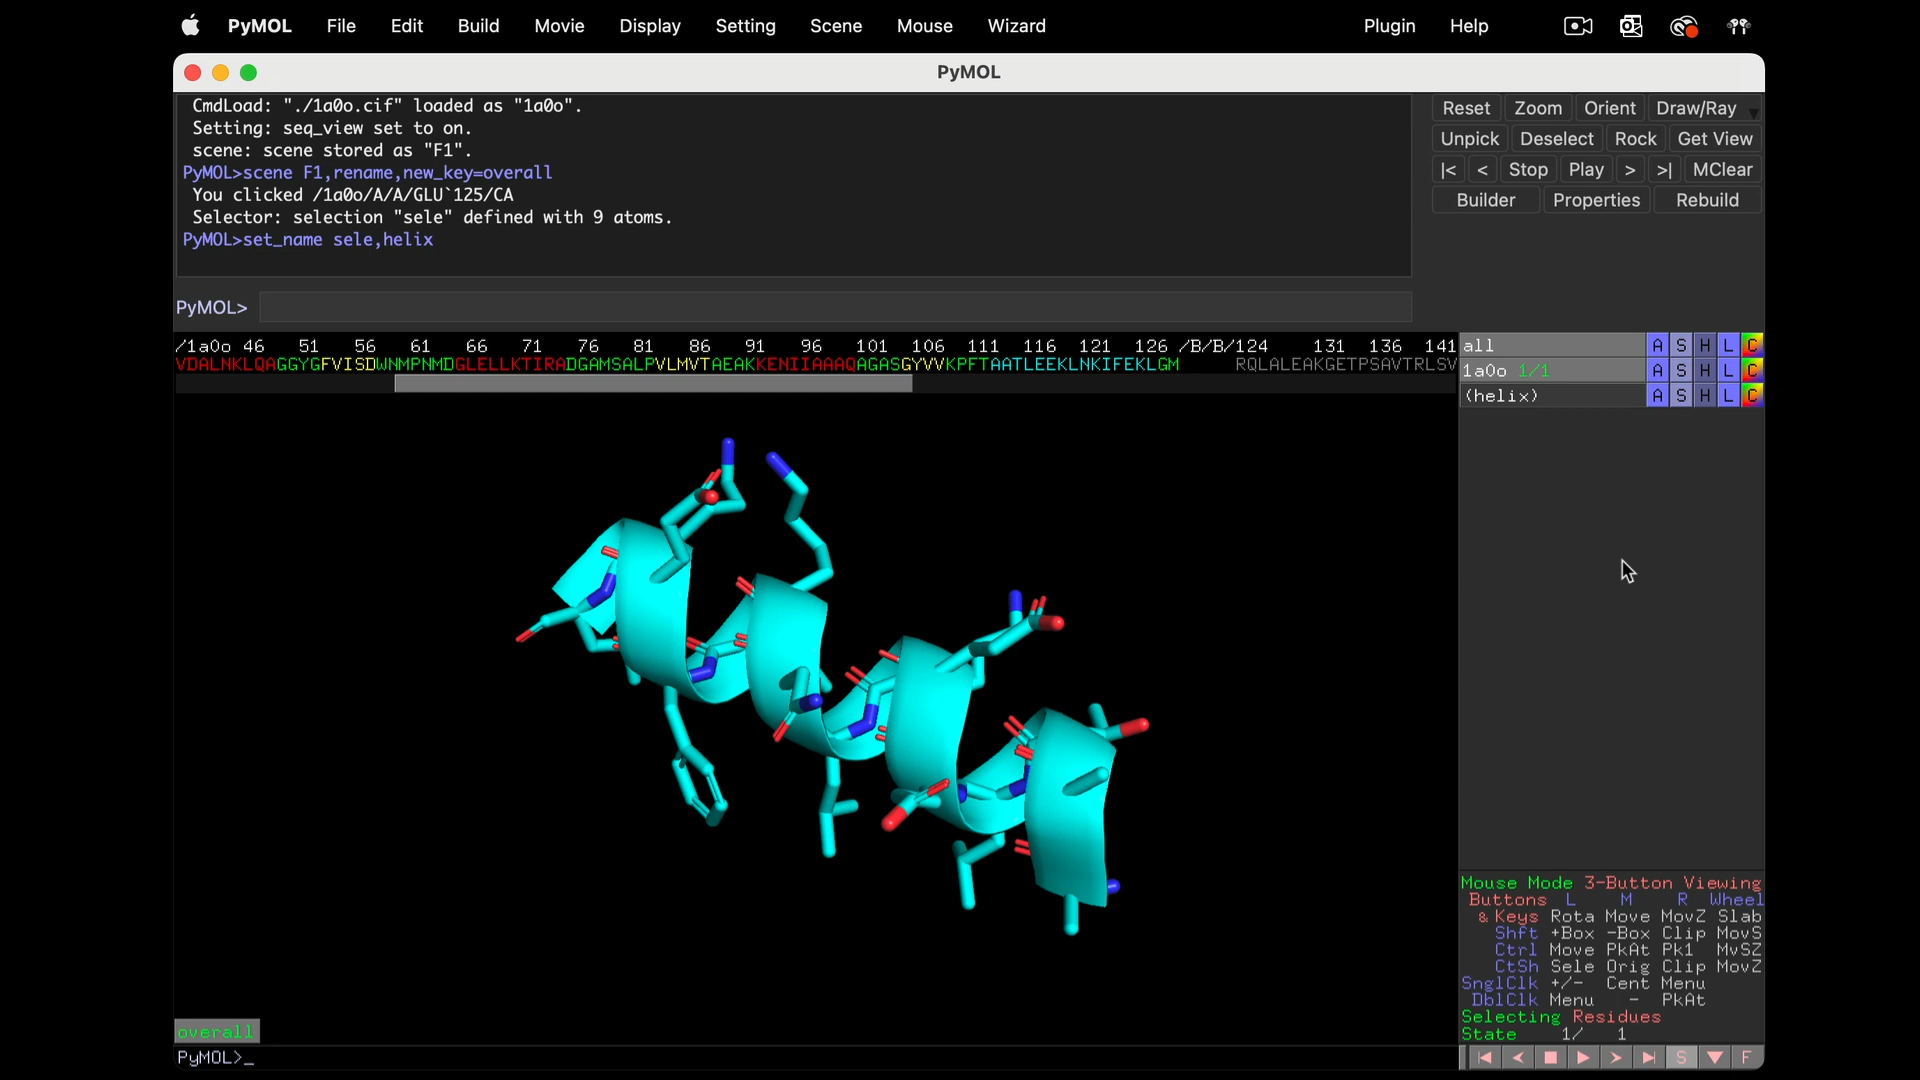 PyMOL File Edit Build Movie Display Setting Scene Mouse Wizard Plugin Help
PyMOL
CmdLoad: "./1a0o.cif" loaded as "1a0o".
Setting: seq_view set to on.
scene: scene stored as "F1".
PyMOL>scene F1,rename,new_key=overall
You clicked /1a0o/A/A/GLU`125/CA
Selector: selection "sele" defined with 9 atoms.
PyMOL>set_name sele,helix
PyMOL>
Reset Zoom Orient Draw/Ray
Unpick Deselect Rock Get View
|< < Stop Play > >| MClear
Builder Properties Rebuild
/1a0o 46 51 56 61 66 71 76 81 86 91 96 101 106 111 116 121 126 /B/B/124 131 136 141
VDALNKLQAGGYGFVISDWNMPNMDGLELLKTIRADGAMSALPVLMVTAEAKKENIIAAAQAGASGYVVKPFTAATLEEKLNKIFEKLGM RQLALEAKGETPSAVTRLSV
all A S H L C
1a0o 1/1 A S H L C
(helix) A S H L C
Mouse Mode 3-Button Viewing
Buttons L M R Wheel
& Keys Rota Move MovZ Slab
Shft +Box -Box Clip MovS
Ctrl Move PkAt Pk1 MvSZ
CtSh Sele Orig Clip MovZ
SnglClk +/- Cent Menu
DblClk Menu - PkAt
Selecting Residues
State 1/ 1
overall
PyMOL>_
S F